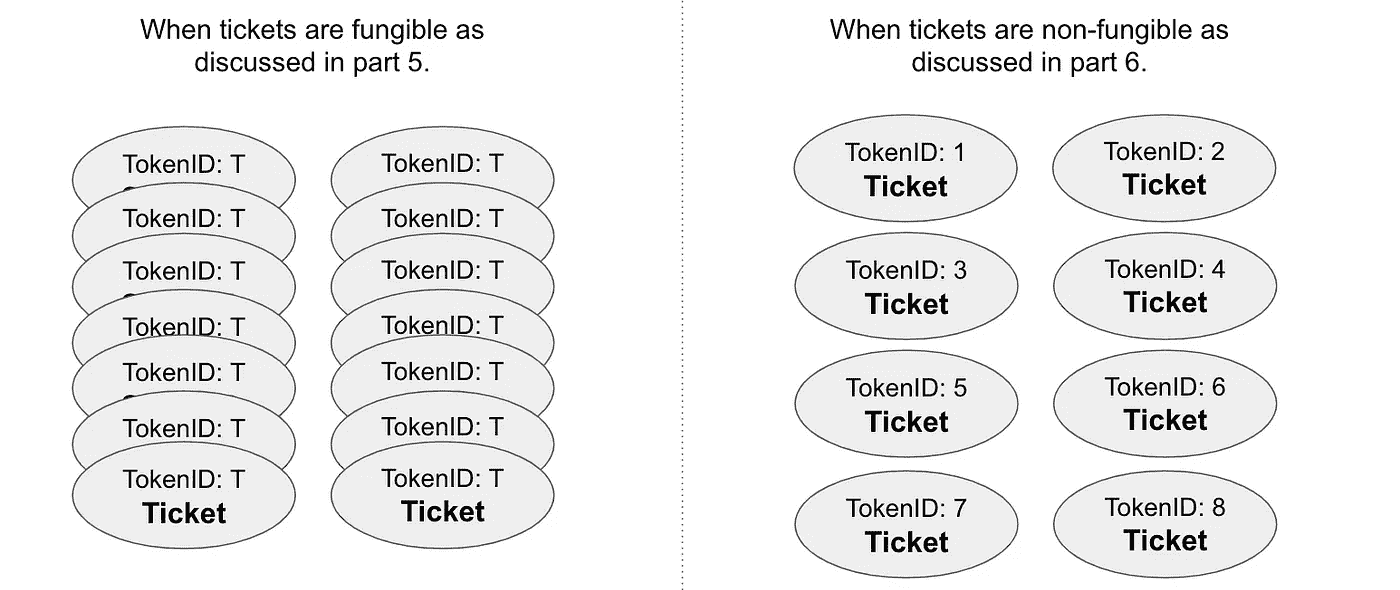 When tickets are fungible as
discussed in part 5.
TokenID: T
TokenID: T
TokenID: T
TokenID: T
TokenID: T
TokenID: T
TokenID: T
Ticket
TokenID: T
TokenID: T
TokenID: T
TokenID: T
TokenID: T
TokenID: T
TokenID: T
Ticket
When tickets are non-fungible as
discussed in part 6.
TokenID: 1
Ticket
TokenID: 2
Ticket
TokenID: 3
Ticket
TokenID: 4
Ticket
TokenID: 5
Ticket
TokenID: 6
Ticket
TokenID: 7
Ticket
TokenID: 8
Ticket